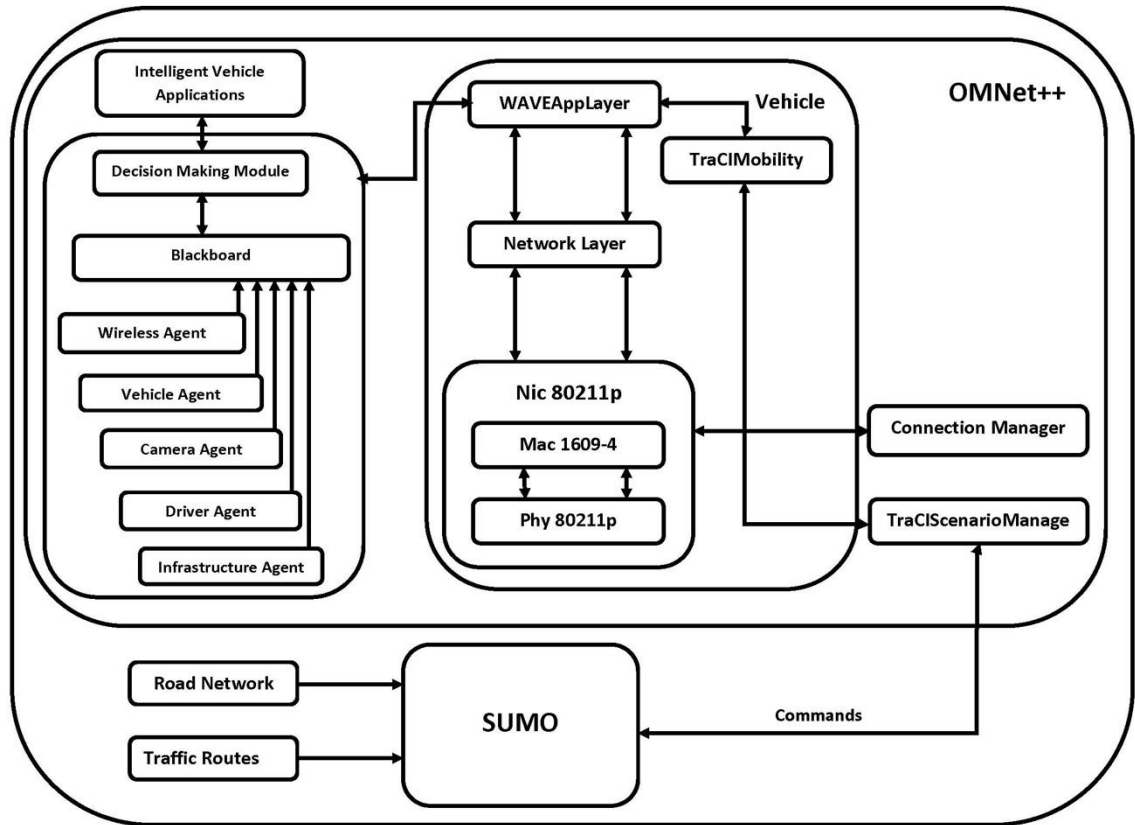 Intelligent Vehicle
Applications
Decision Making Module
Blackboard
Wireless Agent
Vehicle Agent
Camera Agent
Driver Agent
Infrastructure Agent
WAVEAppLayer
Vehicle
TraCIMobility
Network Layer
Nic 80211p
Mac 1609-4
Phy 80211p
OMNet++
Connection Manager
TraCIScenarioManage
Road Network
Traffic Routes
SUMO
Commands